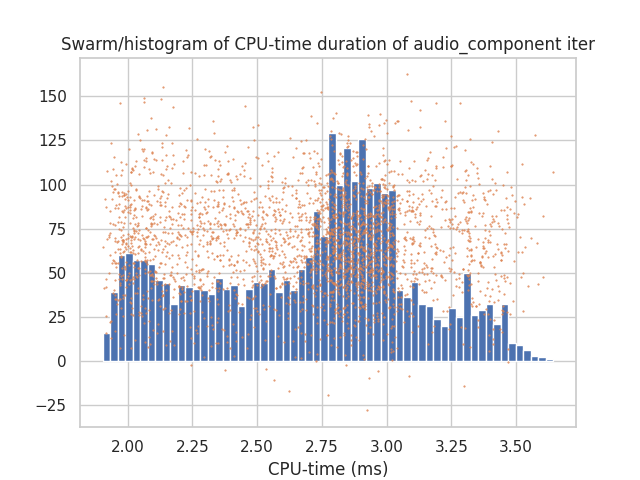 Swarm/histogram of CPU-time duration of audio_component iter
150
125
100
75
50
25
0
−25
2.00 2.25 2.50 2.75 3.00 3.25 3.50
CPU-time (ms)